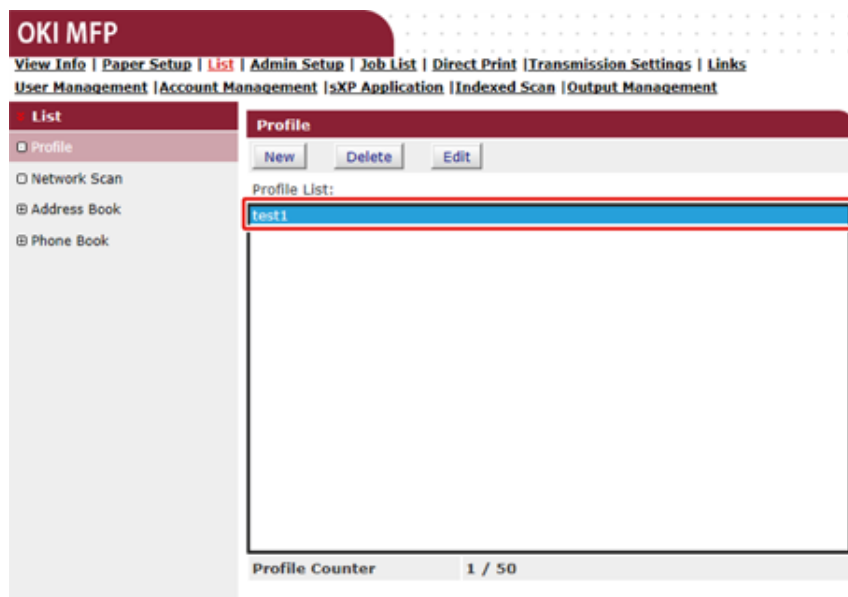 OKI MFP
View Info | Paper Setup | List | Admin Setup | Job List | Direct Print |Transmission Settings | Links
User Management |Account Management |sXP Application |Indexed Scan |Output Management
List
Profile
Network Scan
Address Book
Phone Book
Profile
New Delete Edit
Profile List:
test1
Profile Counter 1 / 50